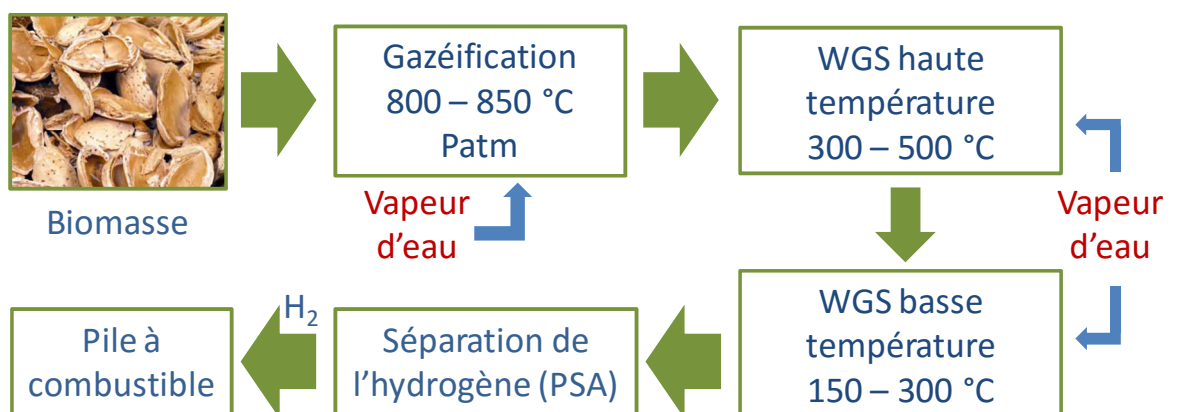 Biomasse
Gazéification
800 – 850 °C
Patm
Vapeur
d'eau
WGS haute
température
300 – 500 °C
Vapeur
d'eau
WGS basse
température
150 – 300 °C
Séparation de
l'hydrogène (PSA)
H₂
Pile à
combustible